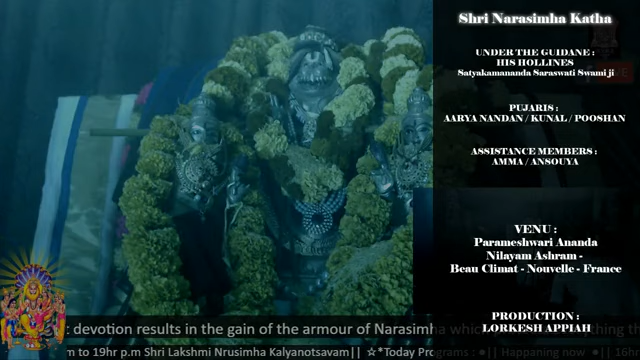 Shri Narasimha Katha
UNDER THE GUIDANE :
HIS HOLLINES
Satyakamananda Saraswati Swami ji
PUJARIS :
AARYA NANDAN / KUNAL / POOSHAN
ASSISTANCE MEMBERS :
AMMA / ANSOUYA
VENU :
Parameshwari Ananda
Nilayam Ashram -
Beau Climat - Nouvelle - France
PRODUCTION :
LORKESH APPIAH
: devotion results in the gain of the armour of Narasimha which
m to 19hr p.m Shri Lakshmi Nrusimha Kalyanotsavam|| ☆*Today Programs : ●|| Happaning now ●||